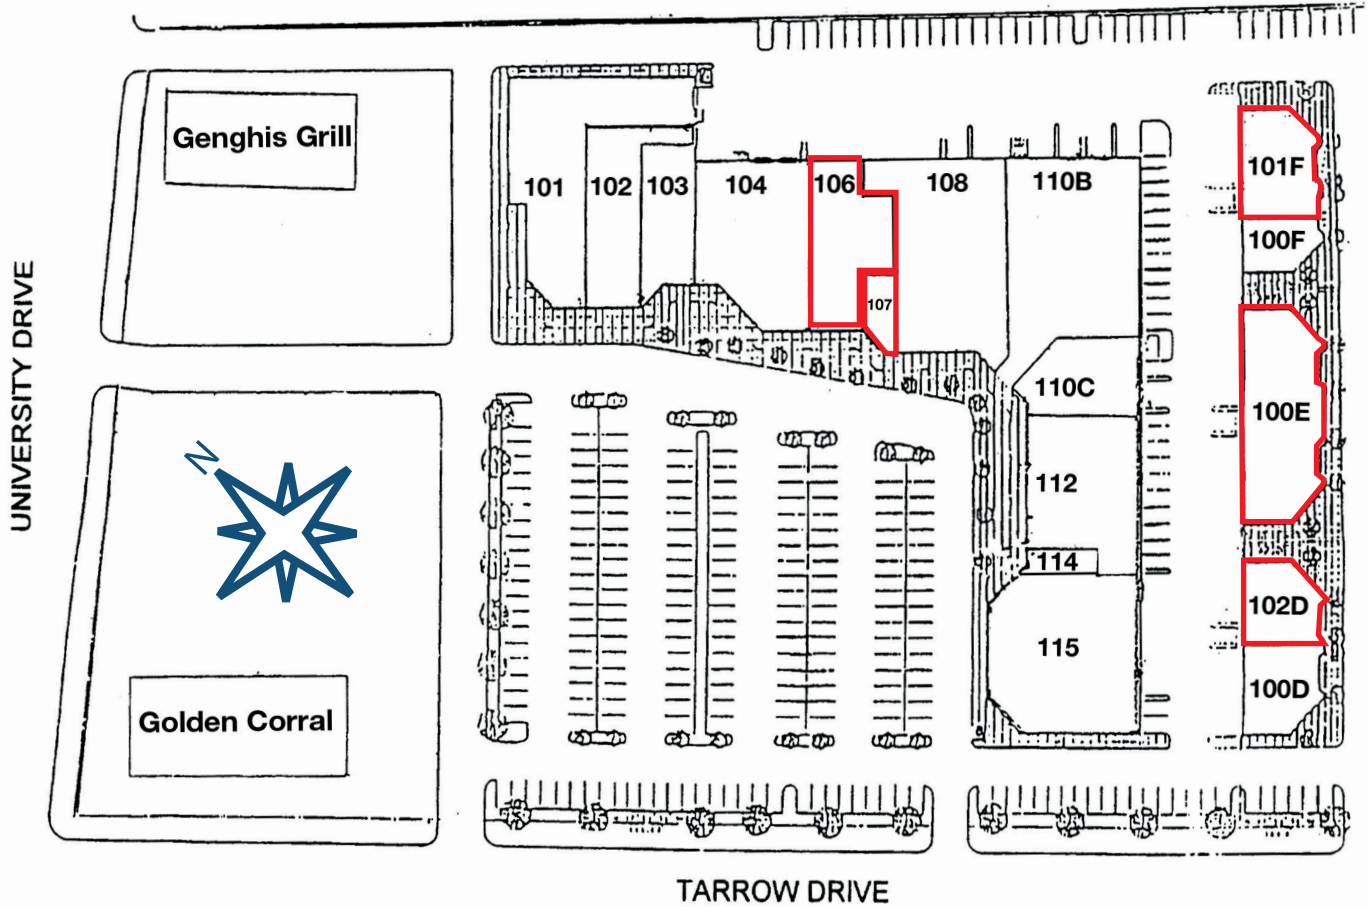 Genghis Grill
101
102
103
104
106
108
110B
101F
100F
107
UNIVERSITY DRIVE
110C
100E
N
112
114
102D
115
100D
Golden Corral
TARROW DRIVE